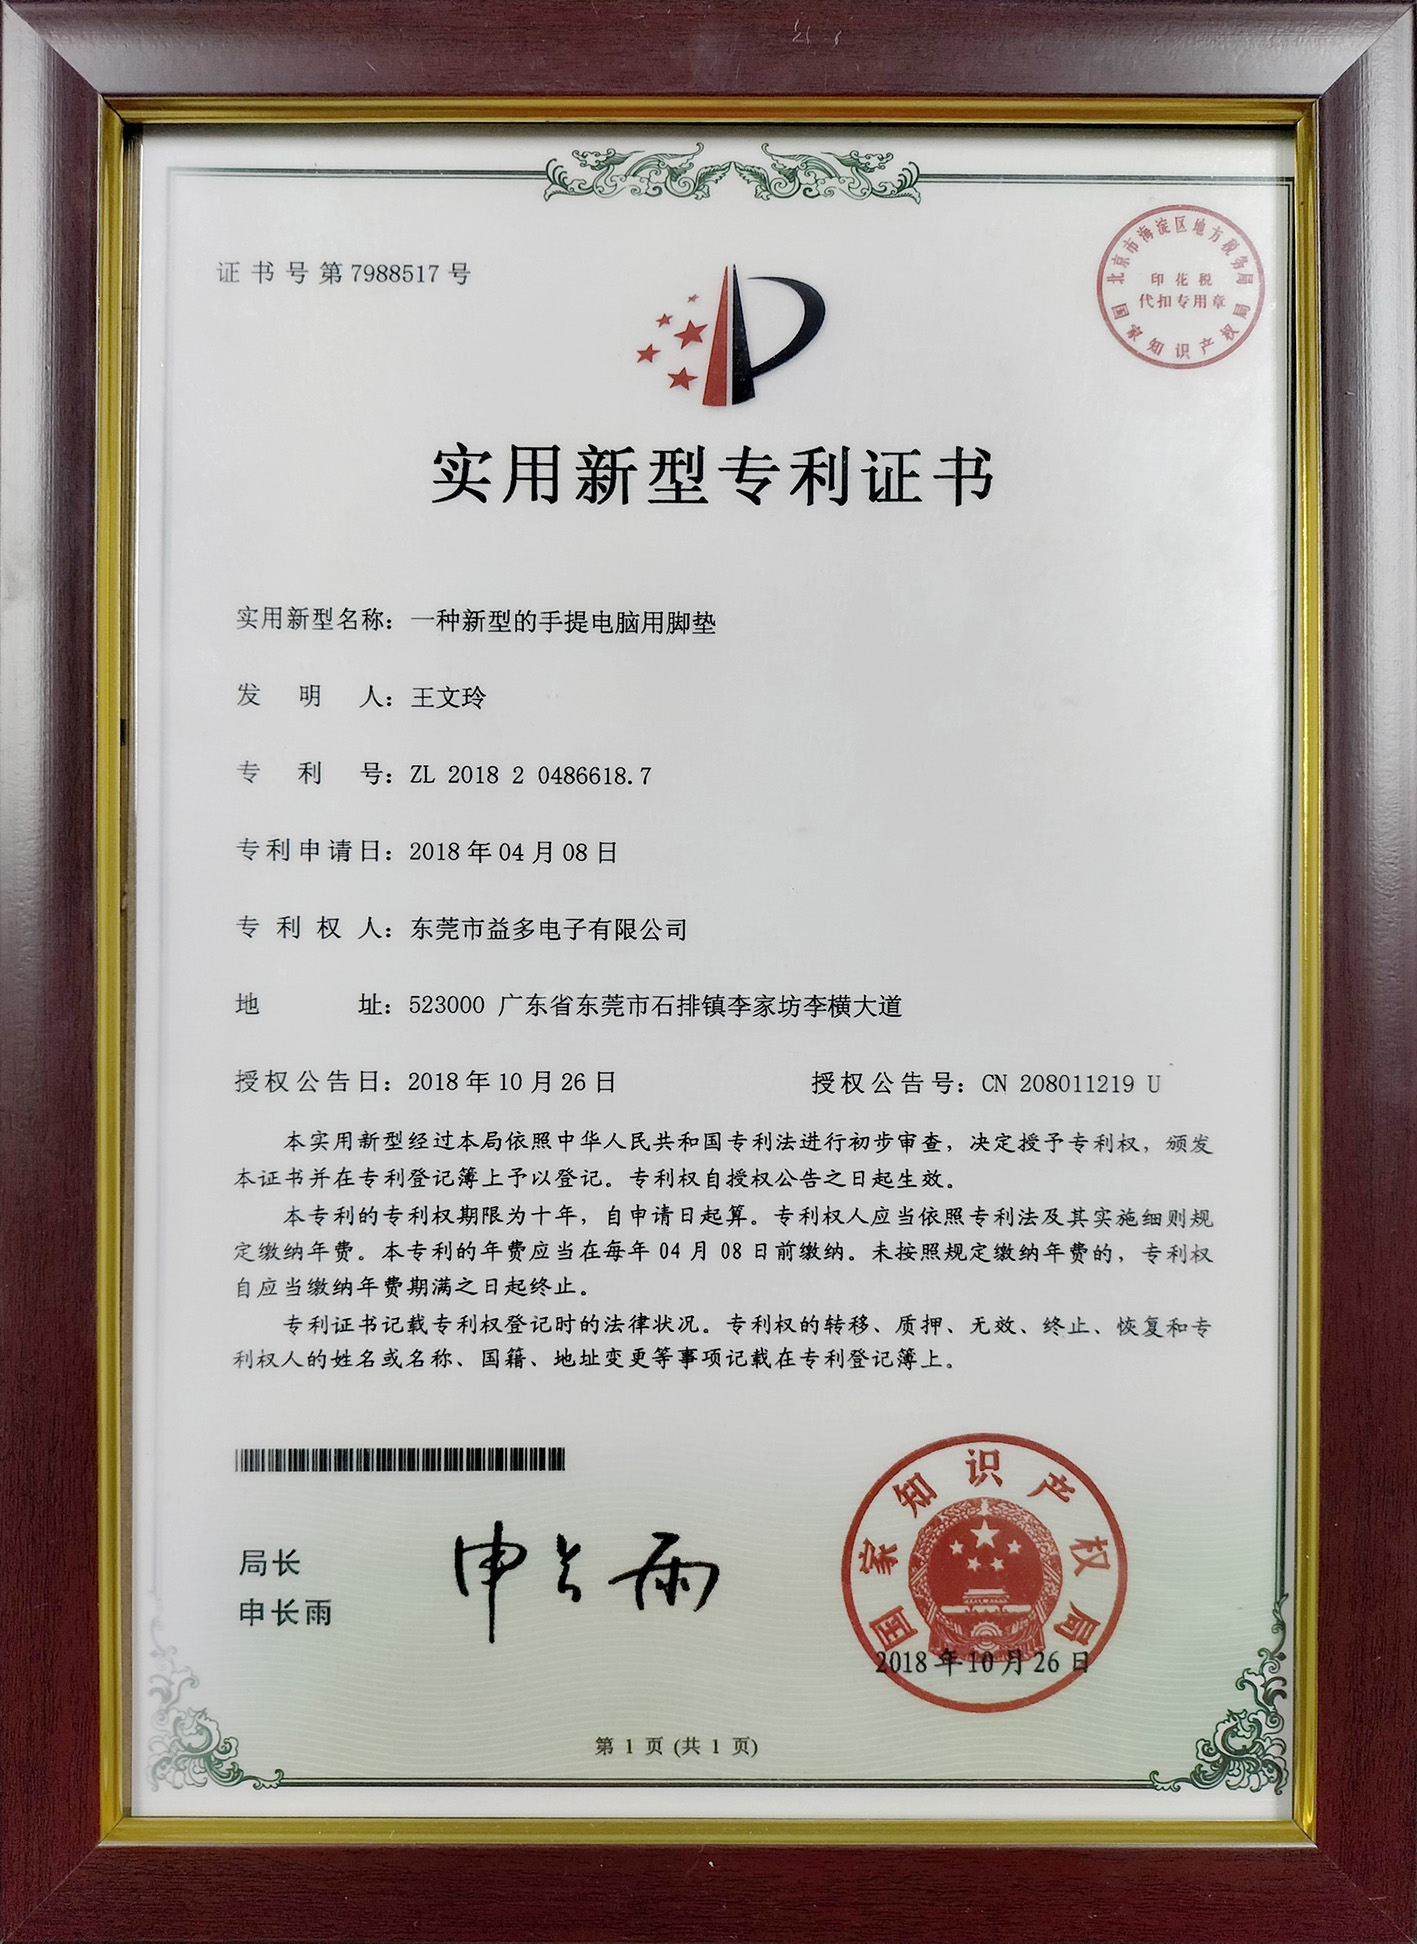 证书号第7988517号
北京市海淀区地方税务局
印花税
代扣专用章
国家知识产权局
实用新型专利证书
实用新型名称：一种新型的手提电脑用脚垫
发明人：王文玲
专利号：ZL 2018 2 0486618.7
专利申请日：2018年04月08日
专利权人：东莞市益多电子有限公司
地址：523000 广东省东莞市石排镇李家坊李横大道
授权公告日：2018年10月26日 授权公告号：CN 208011219 U
本实用新型经过本局依照中华人民共和国专利法进行初步审查，决定授予专利权，颁发
本证书并在专利登记簿上予以登记。专利权自授权公告之日起生效。
本专利的专利权期限为十年，自申请日起算。专利权人应当依照专利法及其实施细则规
定缴纳年费。本专利的年费应当在每年04月08日前缴纳。未按照规定缴纳年费的，专利权
自应当缴纳年费期满之日起终止。
专利证书记载专利权登记时的法律状况。专利权的转移、质押、无效、终止、恢复和专
利权人的姓名或名称、国籍、地址变更等事项记载在专利登记簿上。
局长
申长雨
申长雨
国家知识产权局
2018年10月26日
第1页(共1页)